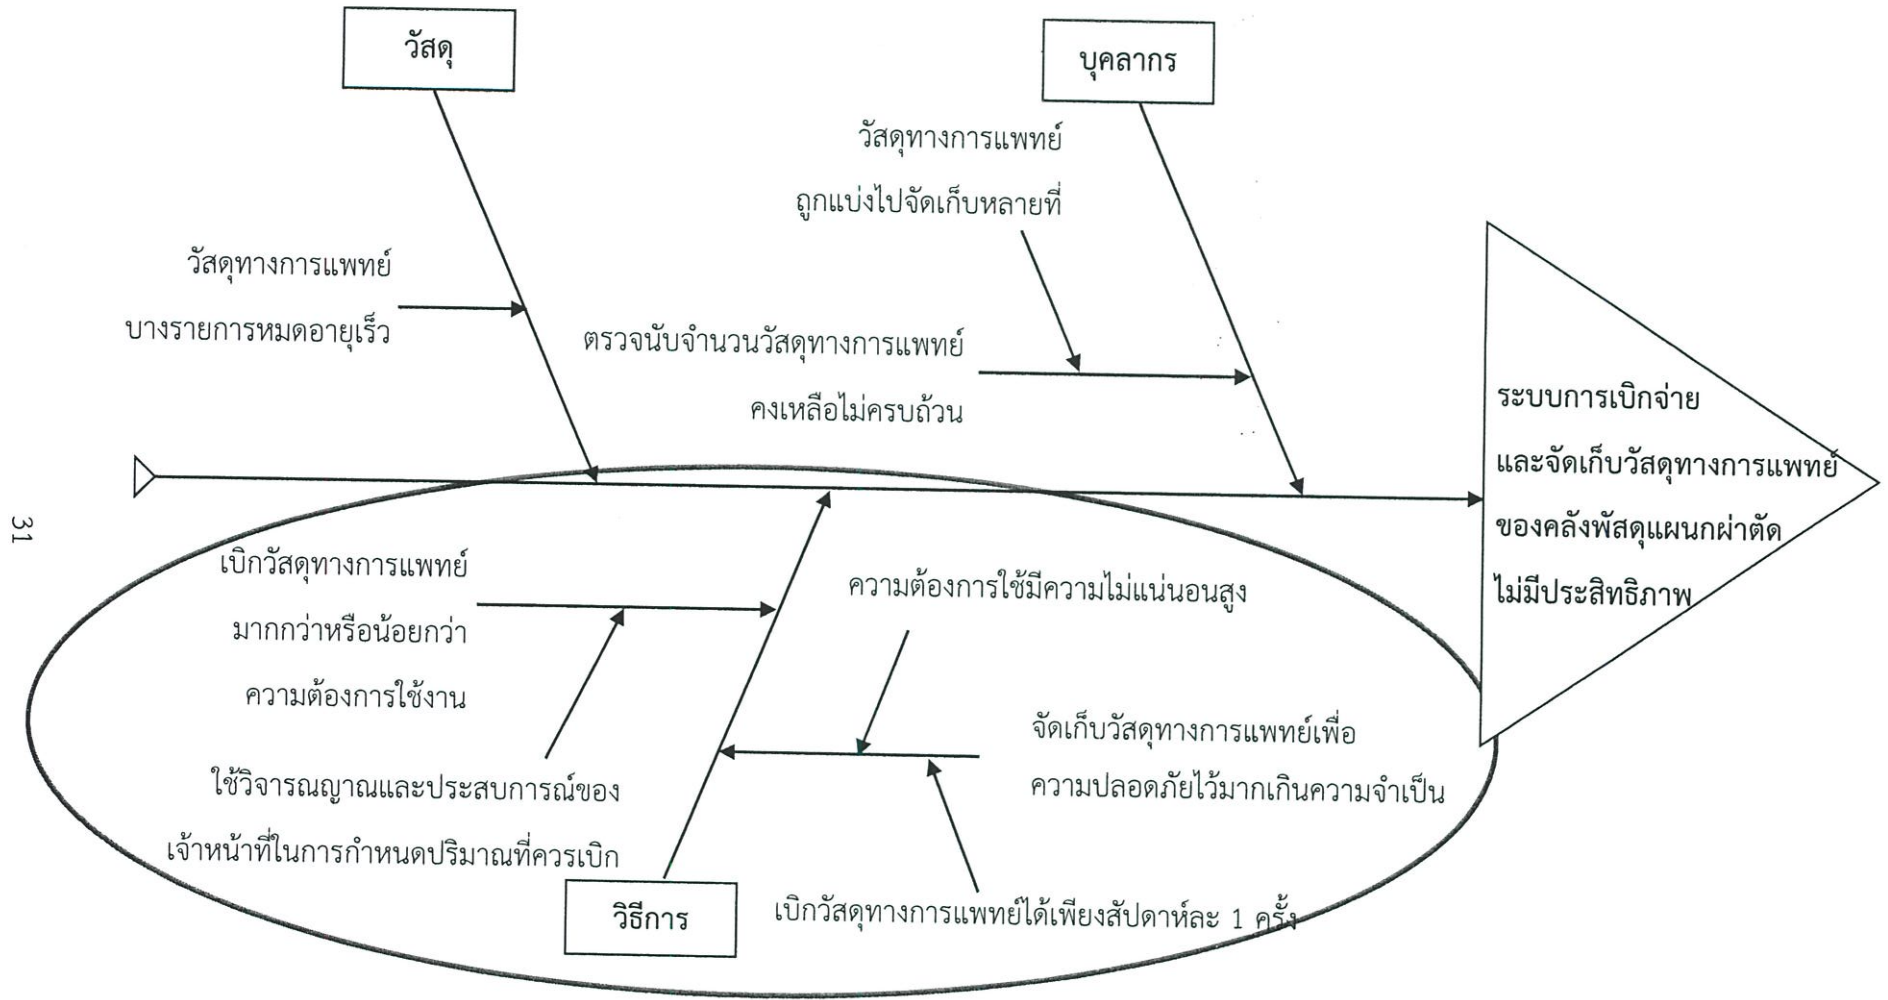 วัสดุ
บุคลากร
วัสดุทางการแพทย์
ถูกแบ่งไปจัดเก็บหลายที่
วัสดุทางการแพทย์
บางรายการหมดอายุเร็ว
ตรวจนับจำนวนวัสดุทางการแพทย์
คงเหลือไม่ครบถ้วน
ระบบการเบิกจ่าย
และจัดเก็บวัสดุทางการแพทย์
ของคลังพัสดุแผนกผ่าตัด
ไม่มีประสิทธิภาพ
เบิกวัสดุทางการแพทย์
มากกว่าหรือน้อยกว่า
ความต้องการใช้งาน
ความต้องการใช้มีความไม่แน่นอนสูง
จัดเก็บวัสดุทางการแพทย์เพื่อ
ความปลอดภัยไว้มากเกินความจำเป็น
ใช้วิจารณญาณและประสบการณ์ของ
เจ้าหน้าที่ในการกำหนดปริมาณที่ควรเบิก
วิธีการ
เบิกวัสดุทางการแพทย์ได้เพียงสัปดาห์ละ 1 ครั้ง
31